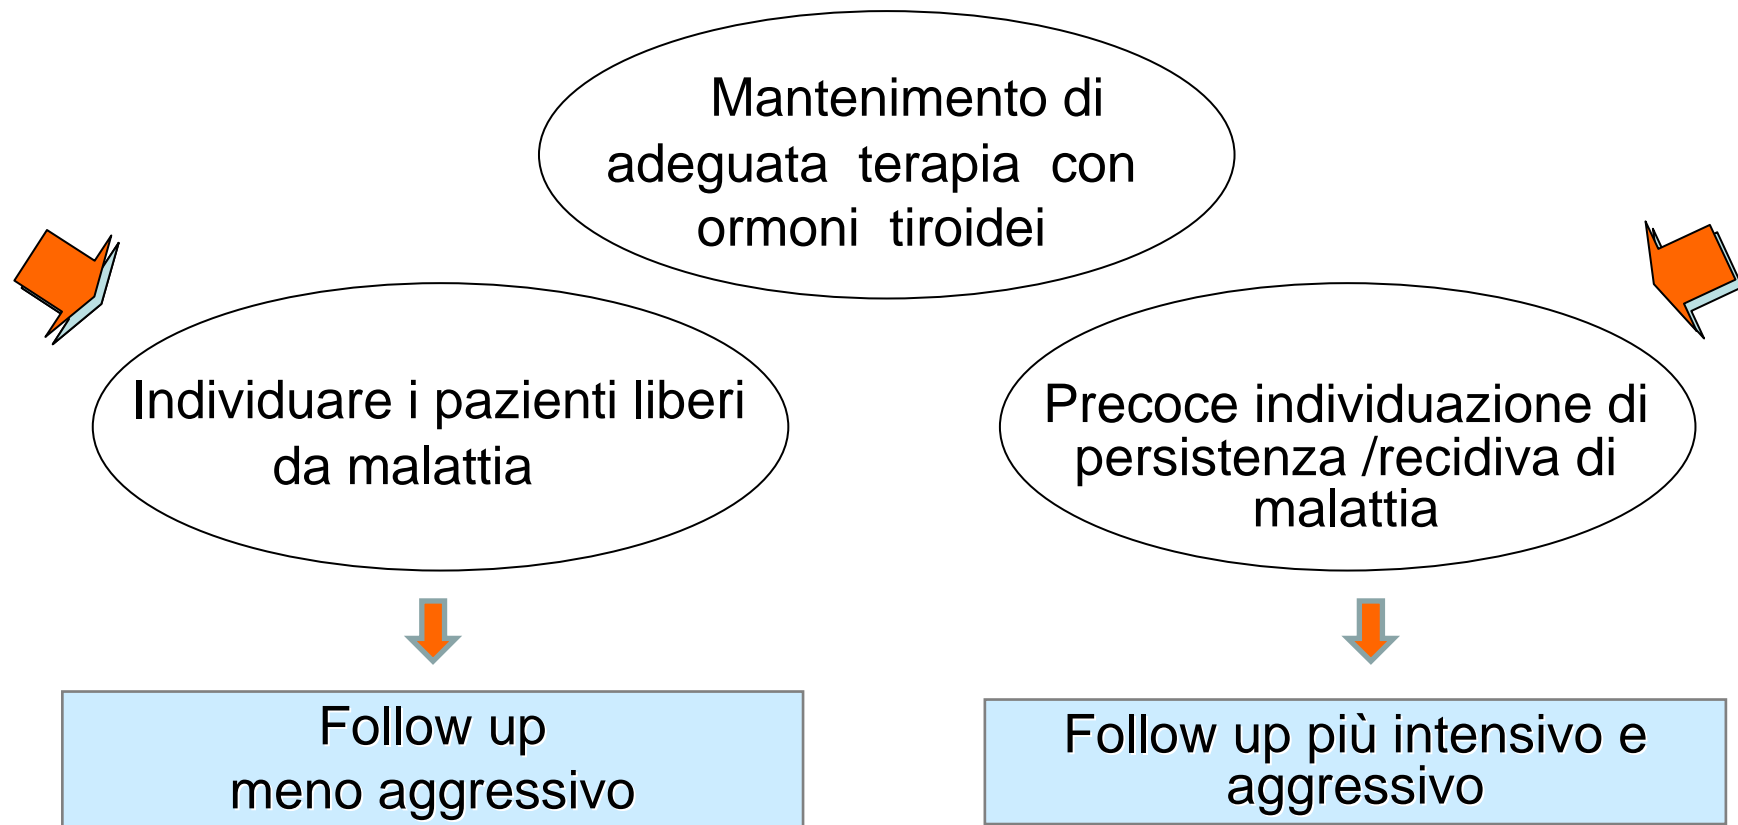 Mantenimento di
adeguata terapia con
ormoni tiroidei
Individuare i pazienti liberi
da malattia
Precoce individuazione di
persistenza /recidiva di
malattia
Follow up
meno aggressivo
Follow up più intensivo e
aggressivo